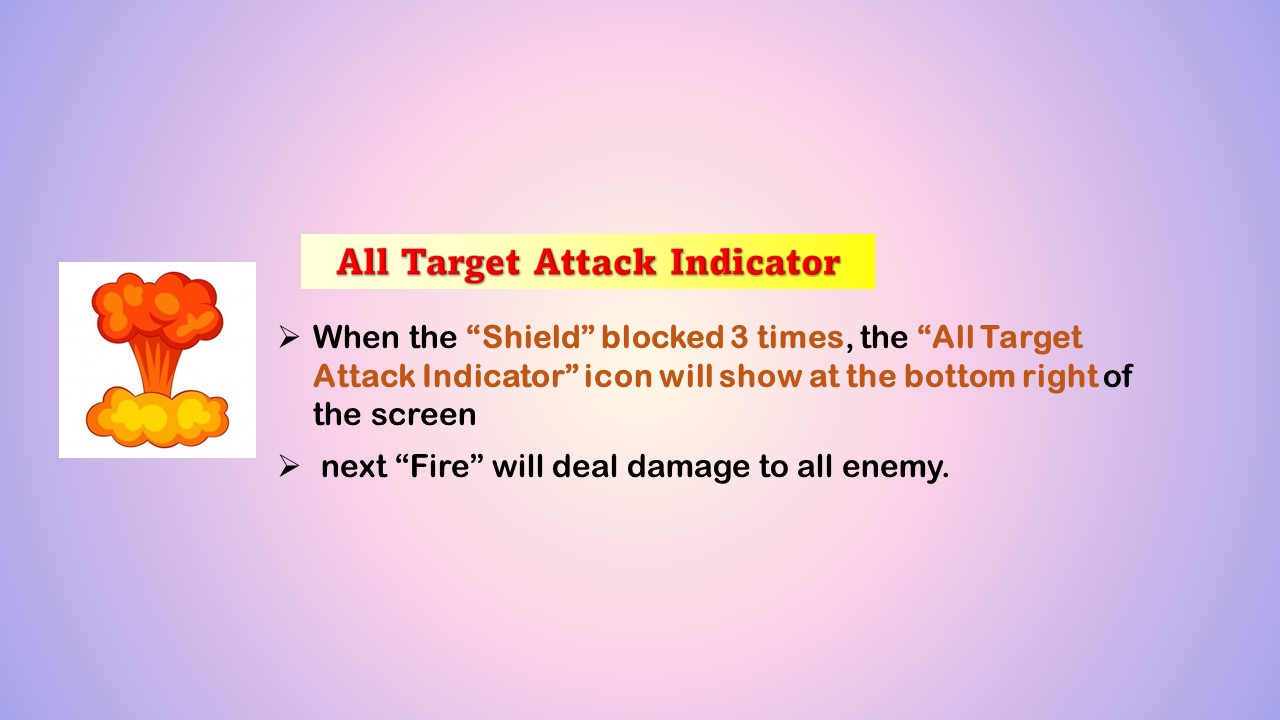 All Target Attack Indicator
➢ When the “Shield” blocked 3 times, the “All Target
Attack Indicator” icon will show at the bottom right of
the screen
➢ next “Fire” will deal damage to all enemy.